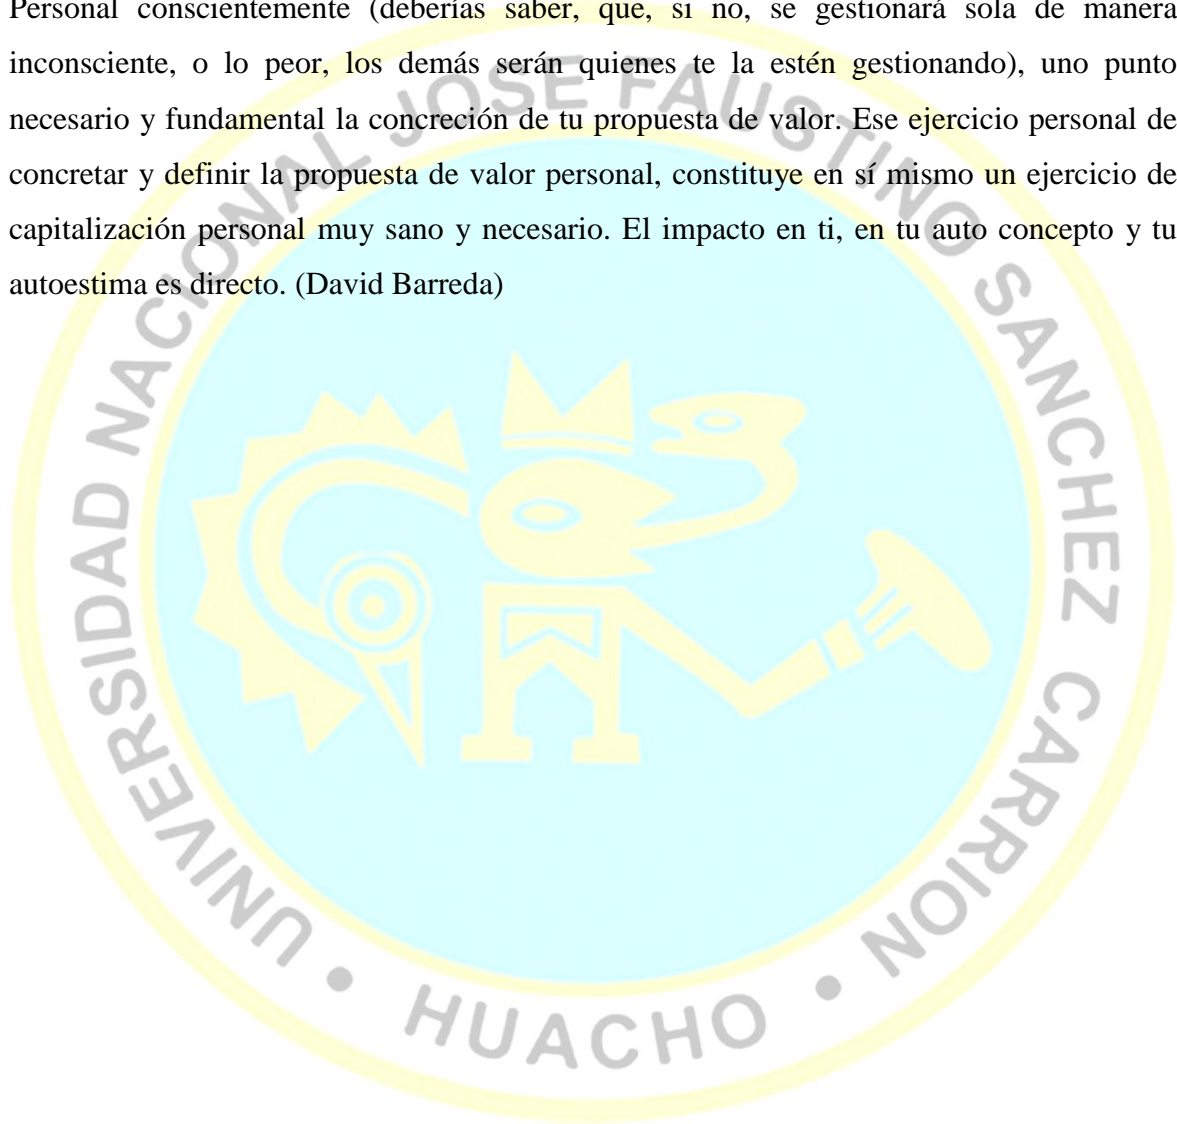 Personal conscientemente (deberías saber, que, si no, se gestionará sola de manera
inconsciente, o lo peor, los demás serán quienes te la estén gestionando), uno punto
necesario y fundamental la concreción de tu propuesta de valor. Ese ejercicio personal de
concretar y definir la propuesta de valor personal, constituye en sí mismo un ejercicio de
capitalización personal muy sano y necesario. El impacto en ti, en tu auto concepto y tu
autoestima es directo. (David Barreda)
UNIVERSIDAD NACIONAL JOSE FAUSTINO SANCHEZ CARRION
• HUACHO •